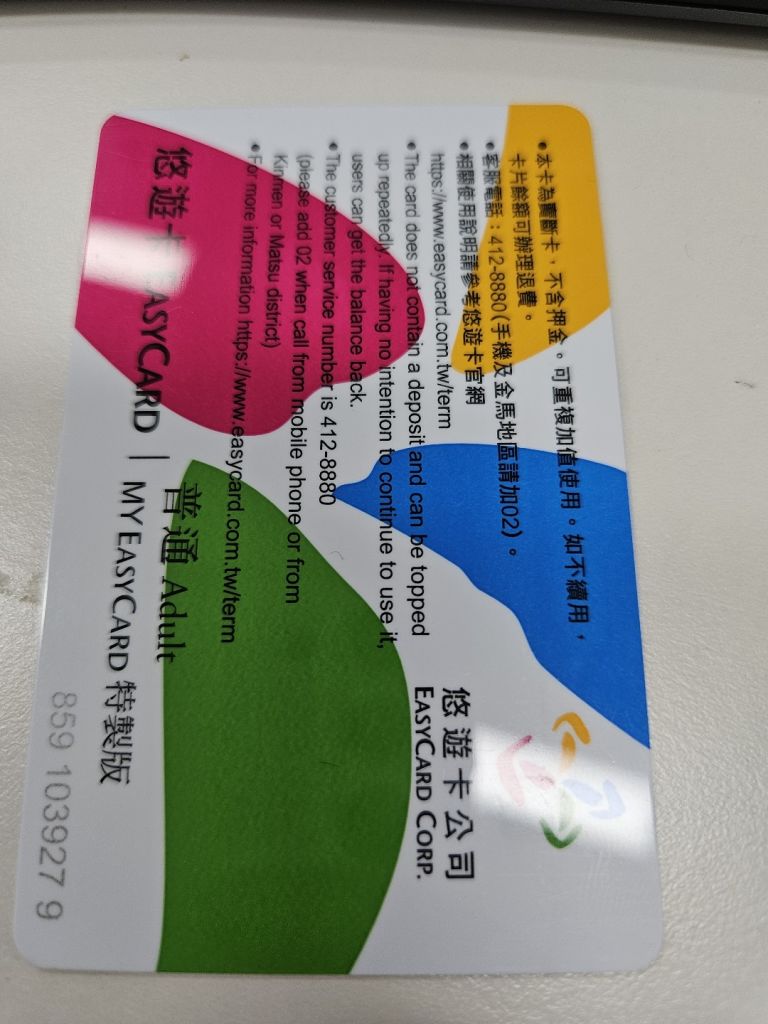 •本卡為賣斷卡，不含押金。可重複加值使用。如不續用，
卡片餘額可辦理退費。
•客服電話：412-8880(手機及金馬地區請加02)。
•相關使用說明請參考悠遊卡官網
https://www.easycard.com.tw/term
•The card does not contain a deposit and can be topped
up repeatedly. If having no intention to continue to use it,
users can get the balance back.
•The customer service number is 412-8880
(please add 02 when call from mobile phone or from
Kinmen or Matsu district)
•For more information https://www.easycard.com.tw/term
悠遊卡公司
EASYCARD CORP.
悠遊卡 EASYCARD | 普通 Adult
MY EASYCARD 特製版
859 103927 9